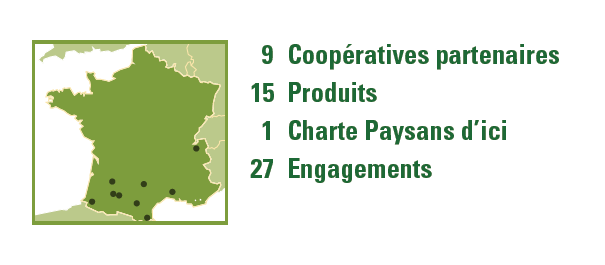 9 Coopératives partenaires
15 Produits
1 Charte Paysans d’ici
27 Engagements